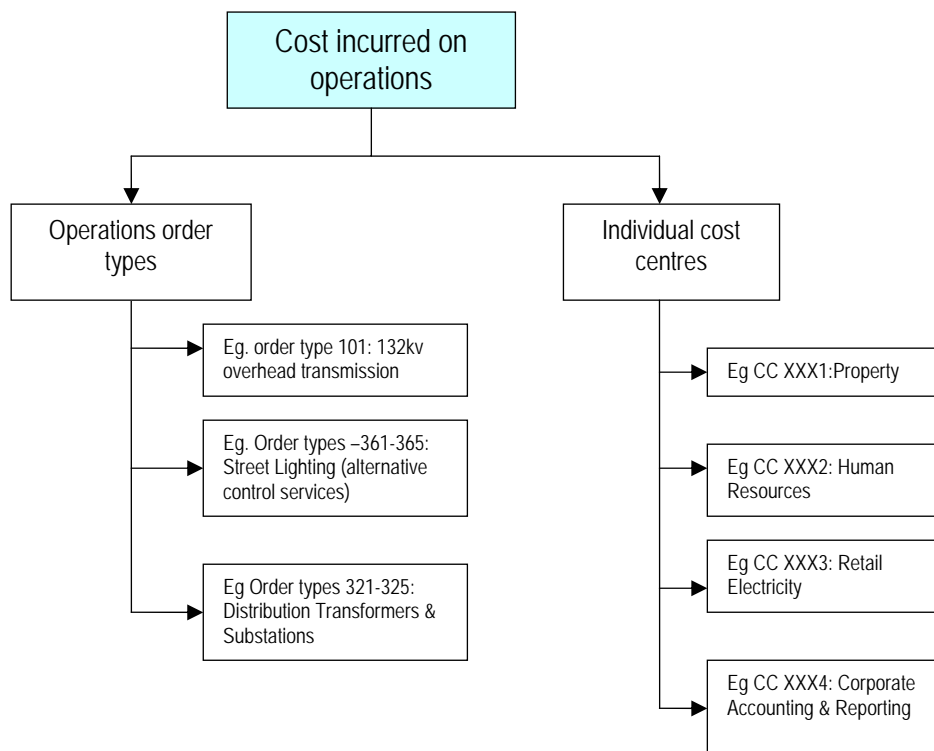 Cost incurred on
operations
Operations order
types
Individual cost
centres
Eg. order type 101: 132kv
overhead transmission
Eg. Order types –361-365:
Street Lighting (alternative
control services)
Eg Order types 321-325:
Distribution Transformers &
Substations
Eg CC XXX1:Property
Eg CC XXX2: Human
Resources
Eg CC XXX3: Retail
Electricity
Eg CC XXX4: Corporate
Accounting & Reporting